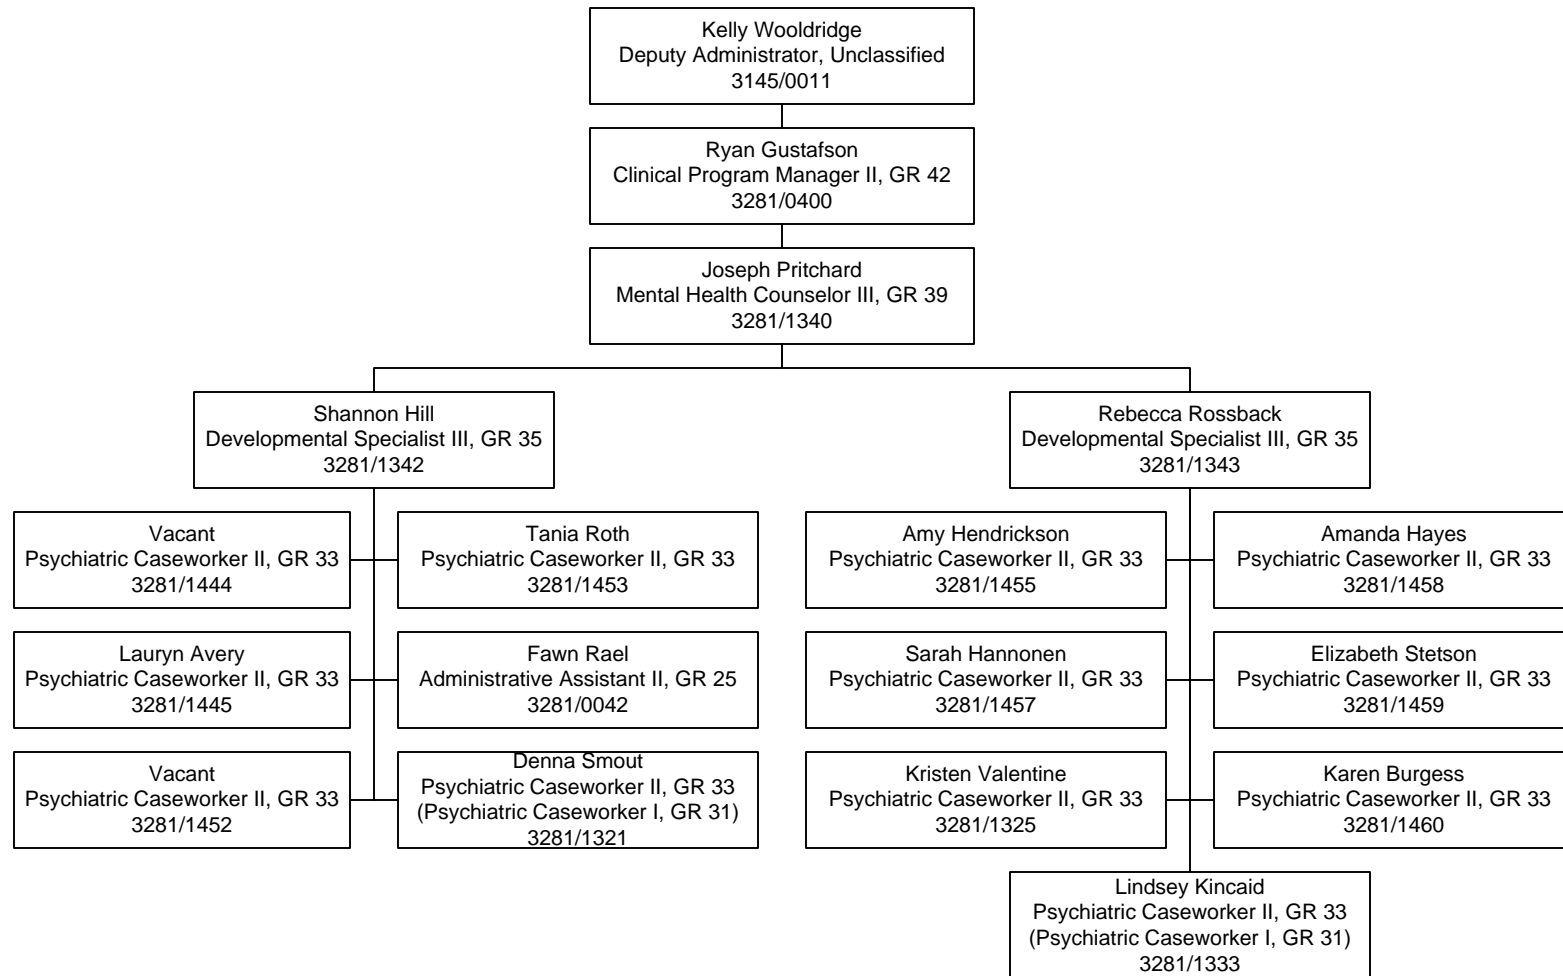 Kelly Wooldridge
Deputy Administrator, Unclassified
3145/0011
Ryan Gustafson
Clinical Program Manager II, GR 42
3281/0400
Joseph Pritchard
Mental Health Counselor III, GR 39
3281/1340
Shannon Hill
Developmental Specialist III, GR 35
3281/1342
Rebecca Rossback
Developmental Specialist III, GR 35
3281/1343
Vacant
Psychiatric Caseworker II, GR 33
3281/1444
Tania Roth
Psychiatric Caseworker II, GR 33
3281/1453
Amy Hendrickson
Psychiatric Caseworker II, GR 33
3281/1455
Amanda Hayes
Psychiatric Caseworker II, GR 33
3281/1458
Lauryn Avery
Psychiatric Caseworker II, GR 33
3281/1445
Fawn Rael
Administrative Assistant II, GR 25
3281/0042
Sarah Hannonen
Psychiatric Caseworker II, GR 33
3281/1457
Elizabeth Stetson
Psychiatric Caseworker II, GR 33
3281/1459
Vacant
Psychiatric Caseworker II, GR 33
3281/1452
Denna Smout
Psychiatric Caseworker II, GR 33
(Psychiatric Caseworker I, GR 31)
3281/1321
Kristen Valentine
Psychiatric Caseworker II, GR 33
3281/1325
Karen Burgess
Psychiatric Caseworker II, GR 33
3281/1460
Lindsey Kincaid
Psychiatric Caseworker II, GR 33
(Psychiatric Caseworker I, GR 31)
3281/1333